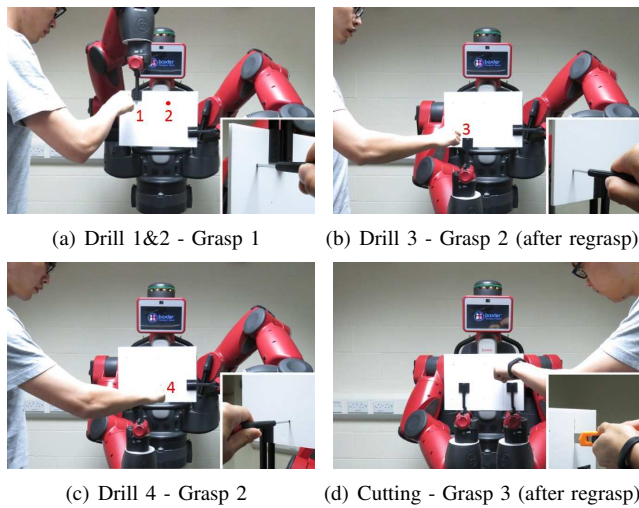 baxter
1 2
(a) Drill 1&2 - Grasp 1
baxter
3
(b) Drill 3 - Grasp 2 (after regrasp)
baxter
4
(c) Drill 4 - Grasp 2
baxter
(d) Cutting - Grasp 3 (after regrasp)